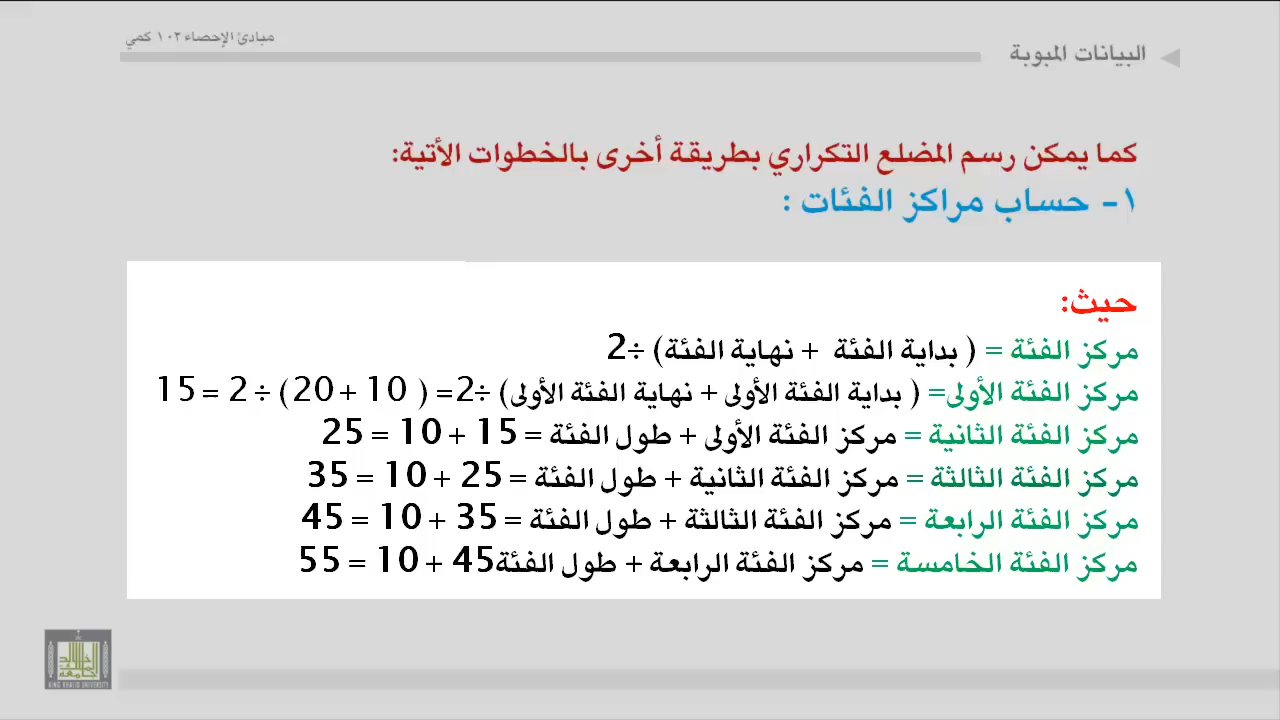 مبادئ الإحصاء ١٠٢ كمي
البيانات المبوبة
كما يمكن رسم المضلع التكراري بطريقة أخرى بالخطوات الأتية:
١- حساب مراكز الفئات :
حيث:
مركز الفئة = ( بداية الفئة + نهاية الفئة) ÷2
مركز الفئة الأولى= ( بداية الفئة الأولى + نهاية الفئة الأولى) ÷2= ( 10 + 20) ÷ 2 = 15
مركز الفئة الثانية = مركز الفئة الأولى + طول الفئة = 15 + 10 = 25
مركز الفئة الثالثة = مركز الفئة الثانية + طول الفئة = 25 + 10 = 35
مركز الفئة الرابعة = مركز الفئة الثالثة + طول الفئة = 35 + 10 = 45
مركز الفئة الخامسة = مركز الفئة الرابعة + طول الفئة45 + 10 = 55
KING KHALID UNIVERSITY